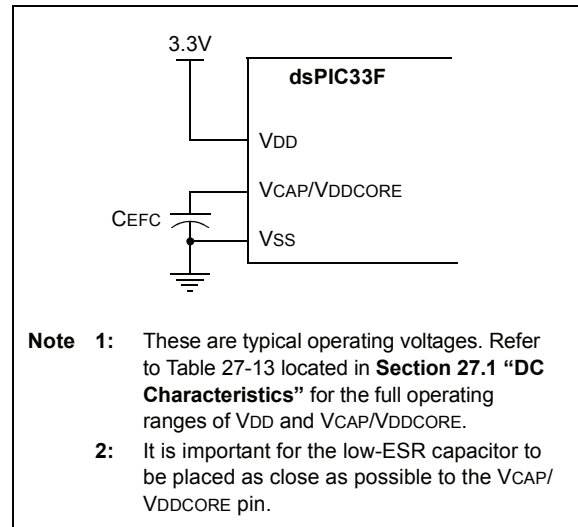 3.3V
dsPIC33F
VDD
VCAP/VDDCORE
CEFC
VSS
Note 1: These are typical operating voltages. Refer
to Table 27-13 located in Section 27.1 “DC
Characteristics” for the full operating
ranges of VDD and VCAP/VDDCORE.
2: It is important for the low-ESR capacitor to
be placed as close as possible to the VCAP/
VDDCORE pin.